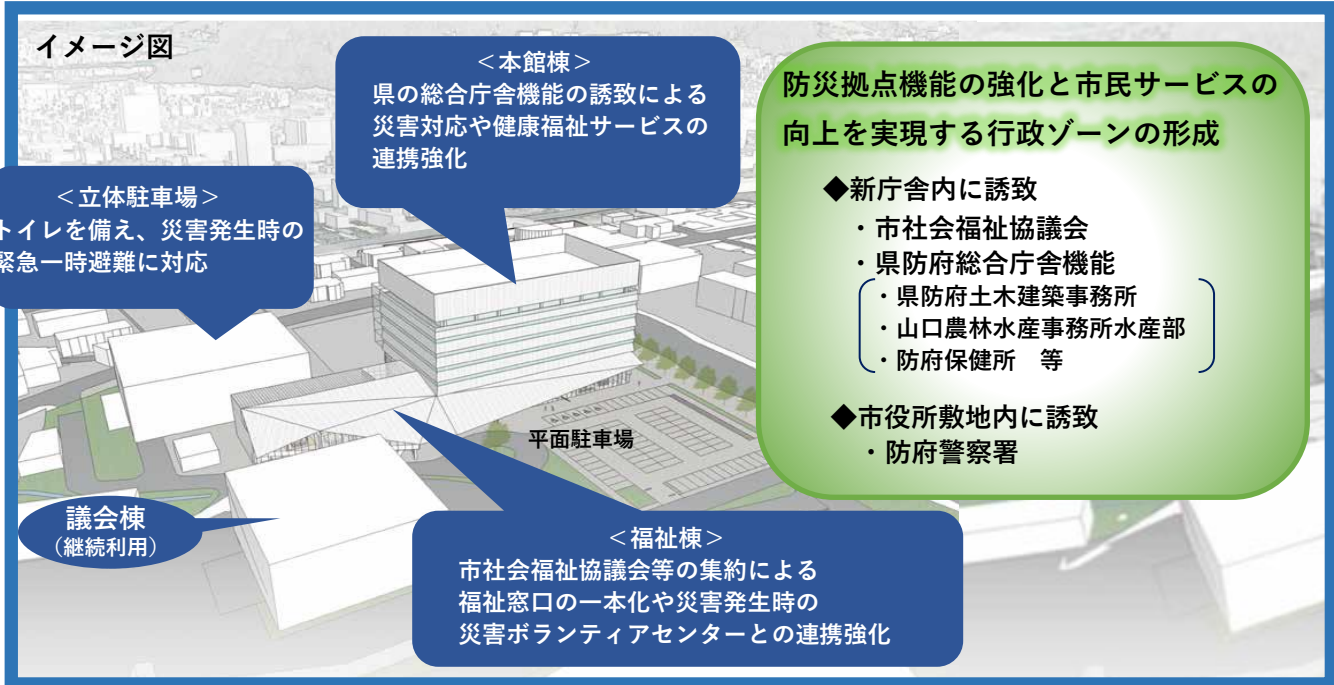 イメージ図
＜本館棟＞
県の総合庁舎機能の誘致による
災害対応や健康福祉サービスの
連携強化
＜立体駐車場＞
トイレを備え、災害発生時の
緊急一時避難に対応
平面駐車場
議会棟
（継続利用）
＜福祉棟＞
市社会福祉協議会等の集約による
福祉窓口の一本化や災害発生時の
災害ボランティアセンターとの連携強化
防災拠点機能の強化と市民サービスの
向上を実現する行政ゾーンの形成
◆新庁舎内に誘致
・市社会福祉協議会
・県防府総合庁舎機能
・県防府土木建築事務所
・山口農林水産事務所水産部
・防府保健所　等
◆市役所敷地内に誘致
・防府警察署